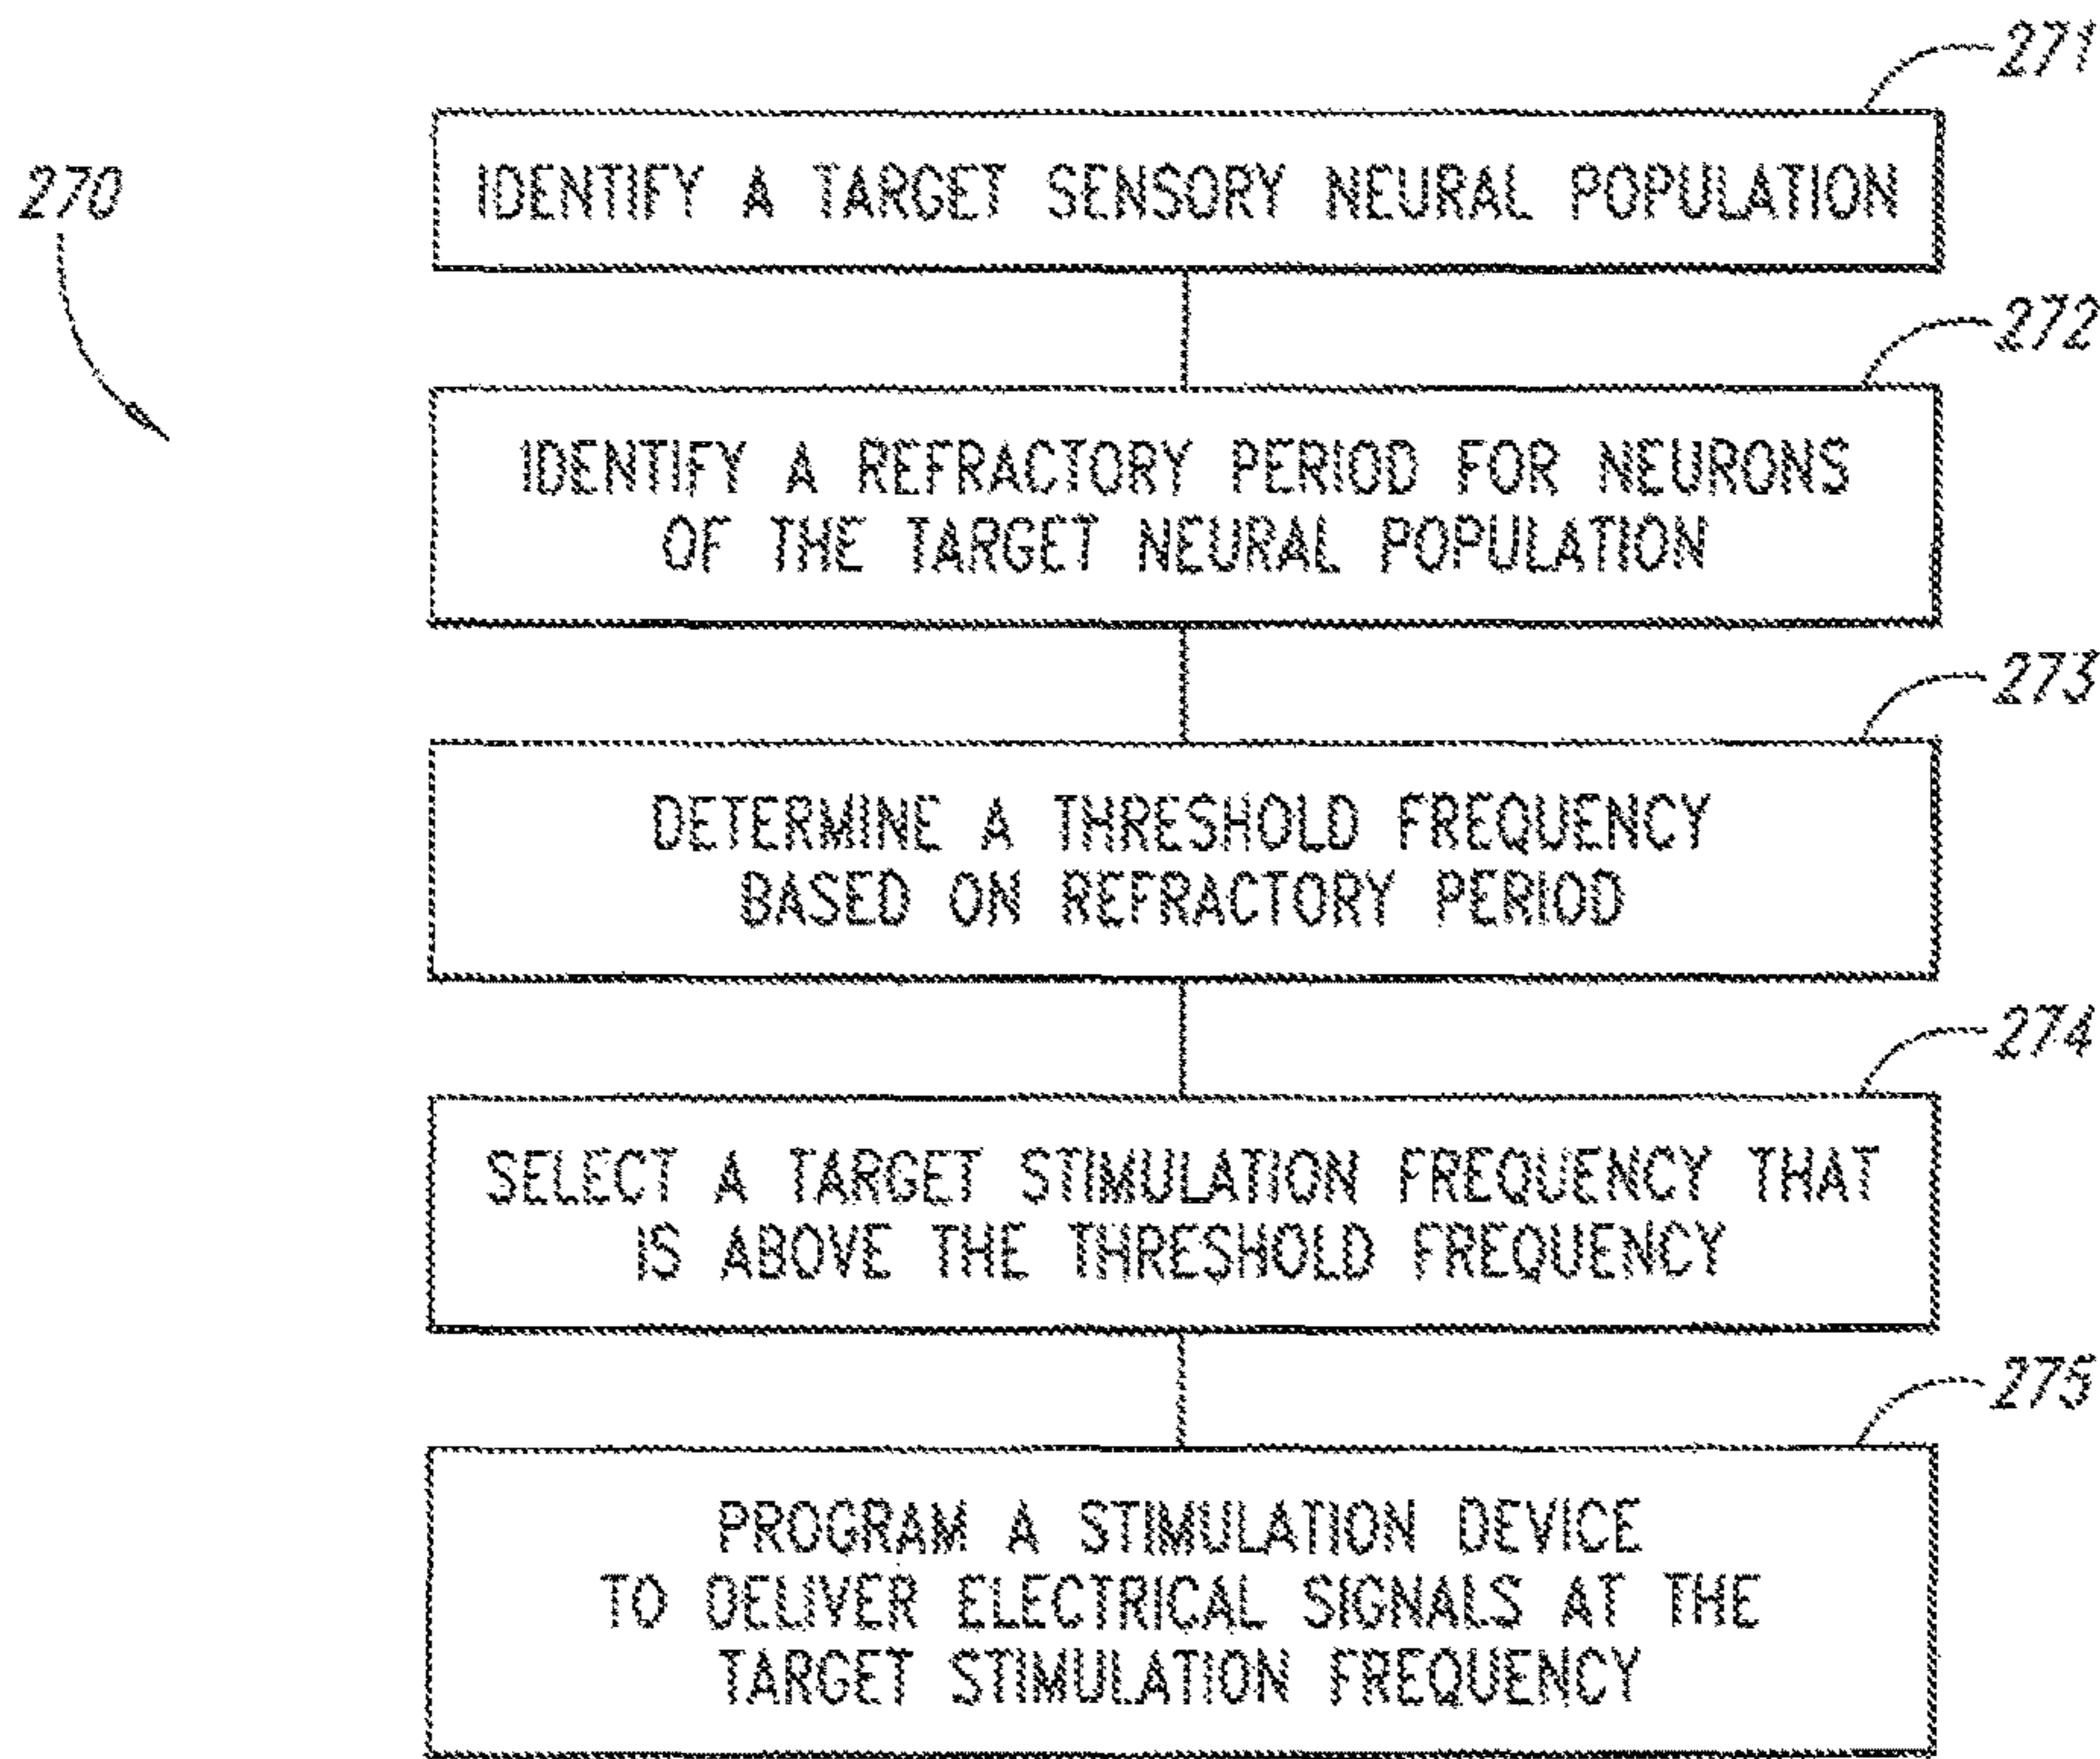 271
270
IDENTIFY A TARGET SENSORY NEURAL POPULATION
272
IDENTIFY A REFRACTORY PERIOD FOR NEURONS
OF THE TARGET NEURAL POPULATION
273
DETERMINE A THRESHOLD FREQUENCY
BASED ON REFRACTORY PERIOD
274
SELECT A TARGET STIMULATION FREQUENCY THAT
IS ABOVE THE THRESHOLD FREQUENCY
275
PROGRAM A STIMULATION DEVICE
TO DELIVER ELECTRICAL SIGNALS AT THE
TARGET STIMULATION FREQUENCY